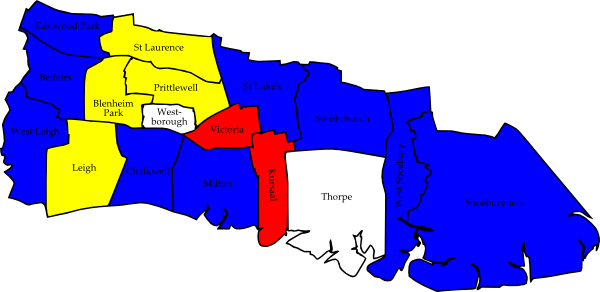 Eastwood Park
St Laurence
Belfairs
Prittlewell
St Luke's
Blenheim
Park
West-
borough
Southchurch
West Leigh
Victoria
Leigh
Chalkwell
Milton
Kursaal
Thorpe
West Shoebury
Shoeburyness